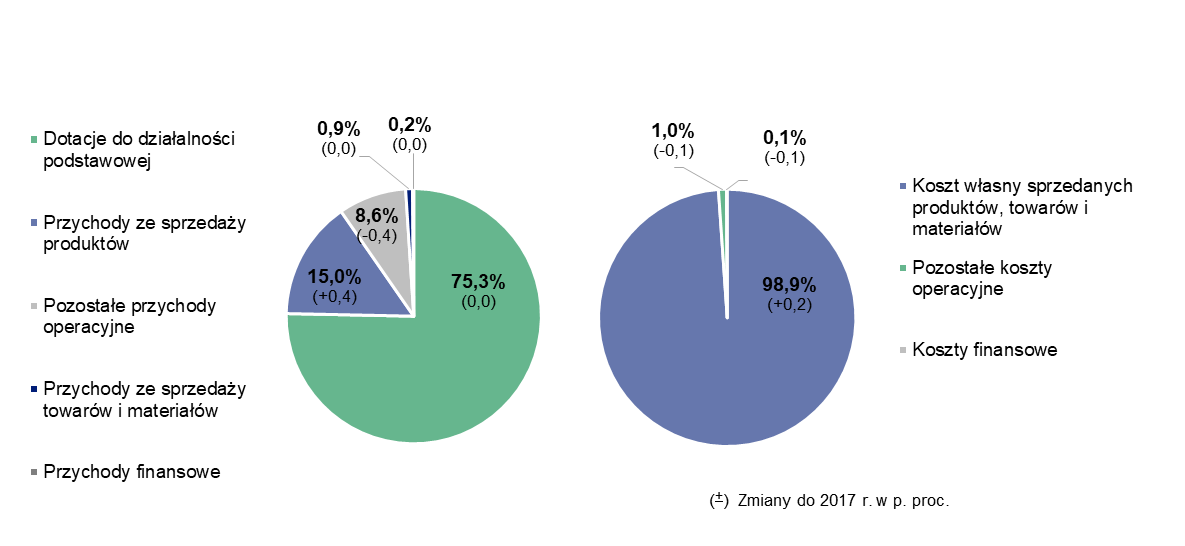 Dotacje do działalności
podstawowej
Przychody ze sprzedaży
produktów
Pozostałe przychody
operacyjne
Przychody ze sprzedaży
towarów i materiałów
Przychody finansowe
0,9%
(0,0)
0,2%
(0,0)
8,6%
(-0,4)
15,0%
(+0,4)
75,3%
(0,0)
1,0%
(-0,1)
0,1%
(-0,1)
98,9%
(+0,2)
Koszt własny sprzedanych
produktów, towarów i
materiałów
Pozostałe koszty
operacyjne
Koszty finansowe
(±) Zmiany do 2017 r. w p. proc.